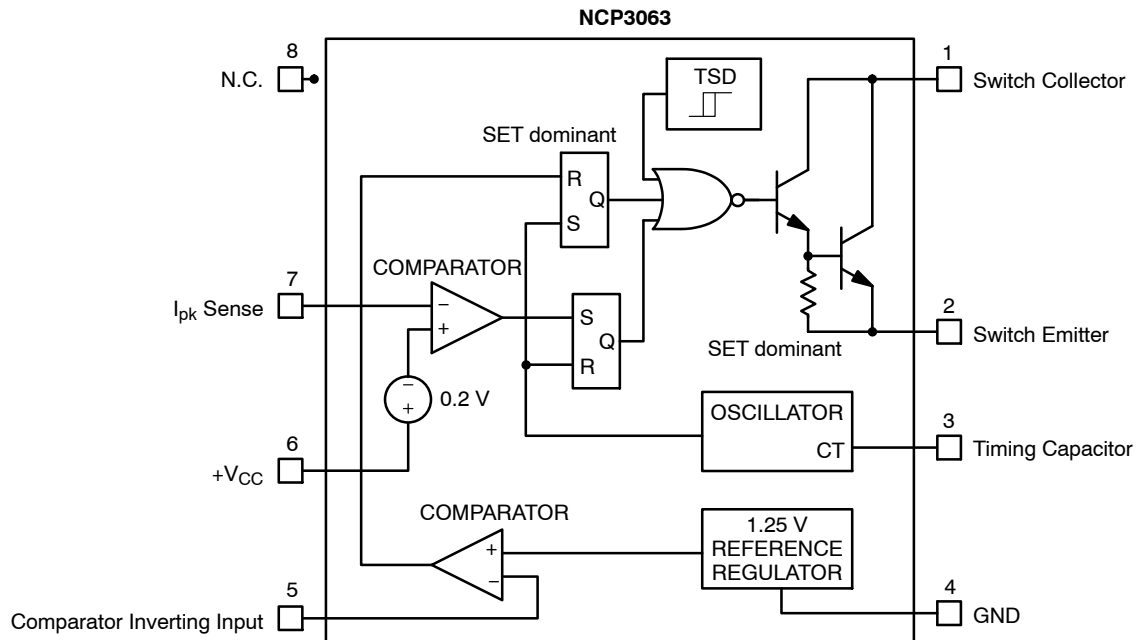 NCP3063
8
N.C.
1
Switch Collector
TSD
SET dominant
R
Q
S
COMPARATOR
7
Ipk Sense
−
+
S
Q
R
2
Switch Emitter
SET dominant
−
+
0.2 V
OSCILLATOR
CT
3
Timing Capacitor
6
+VCC
COMPARATOR
+
−
1.25 V
REFERENCE
REGULATOR
5
Comparator Inverting Input
4
GND